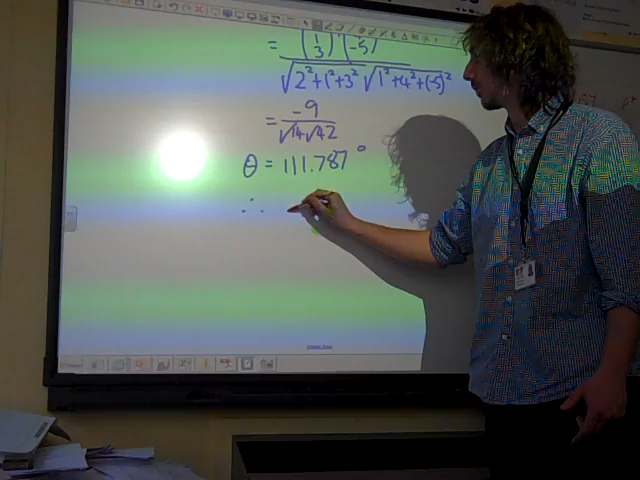 = (1 3) (-5)
√2²+1²+3² √1²+4²+(-5)²
= -9
√14 √42
θ = 111.787°
∴